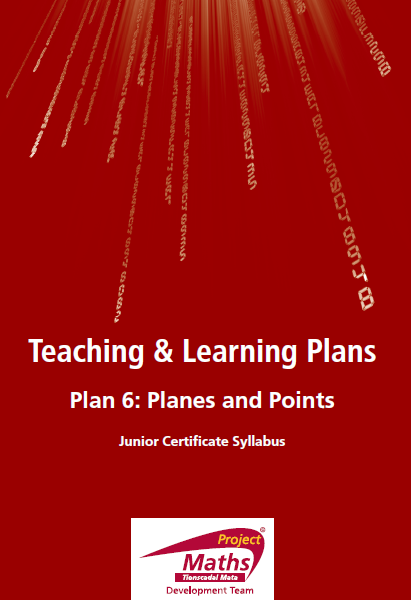 Teaching & Learning Plans
Plan 6: Planes and Points
Junior Certificate Syllabus
Project
Maths
Tionscadal Mata
Development Team